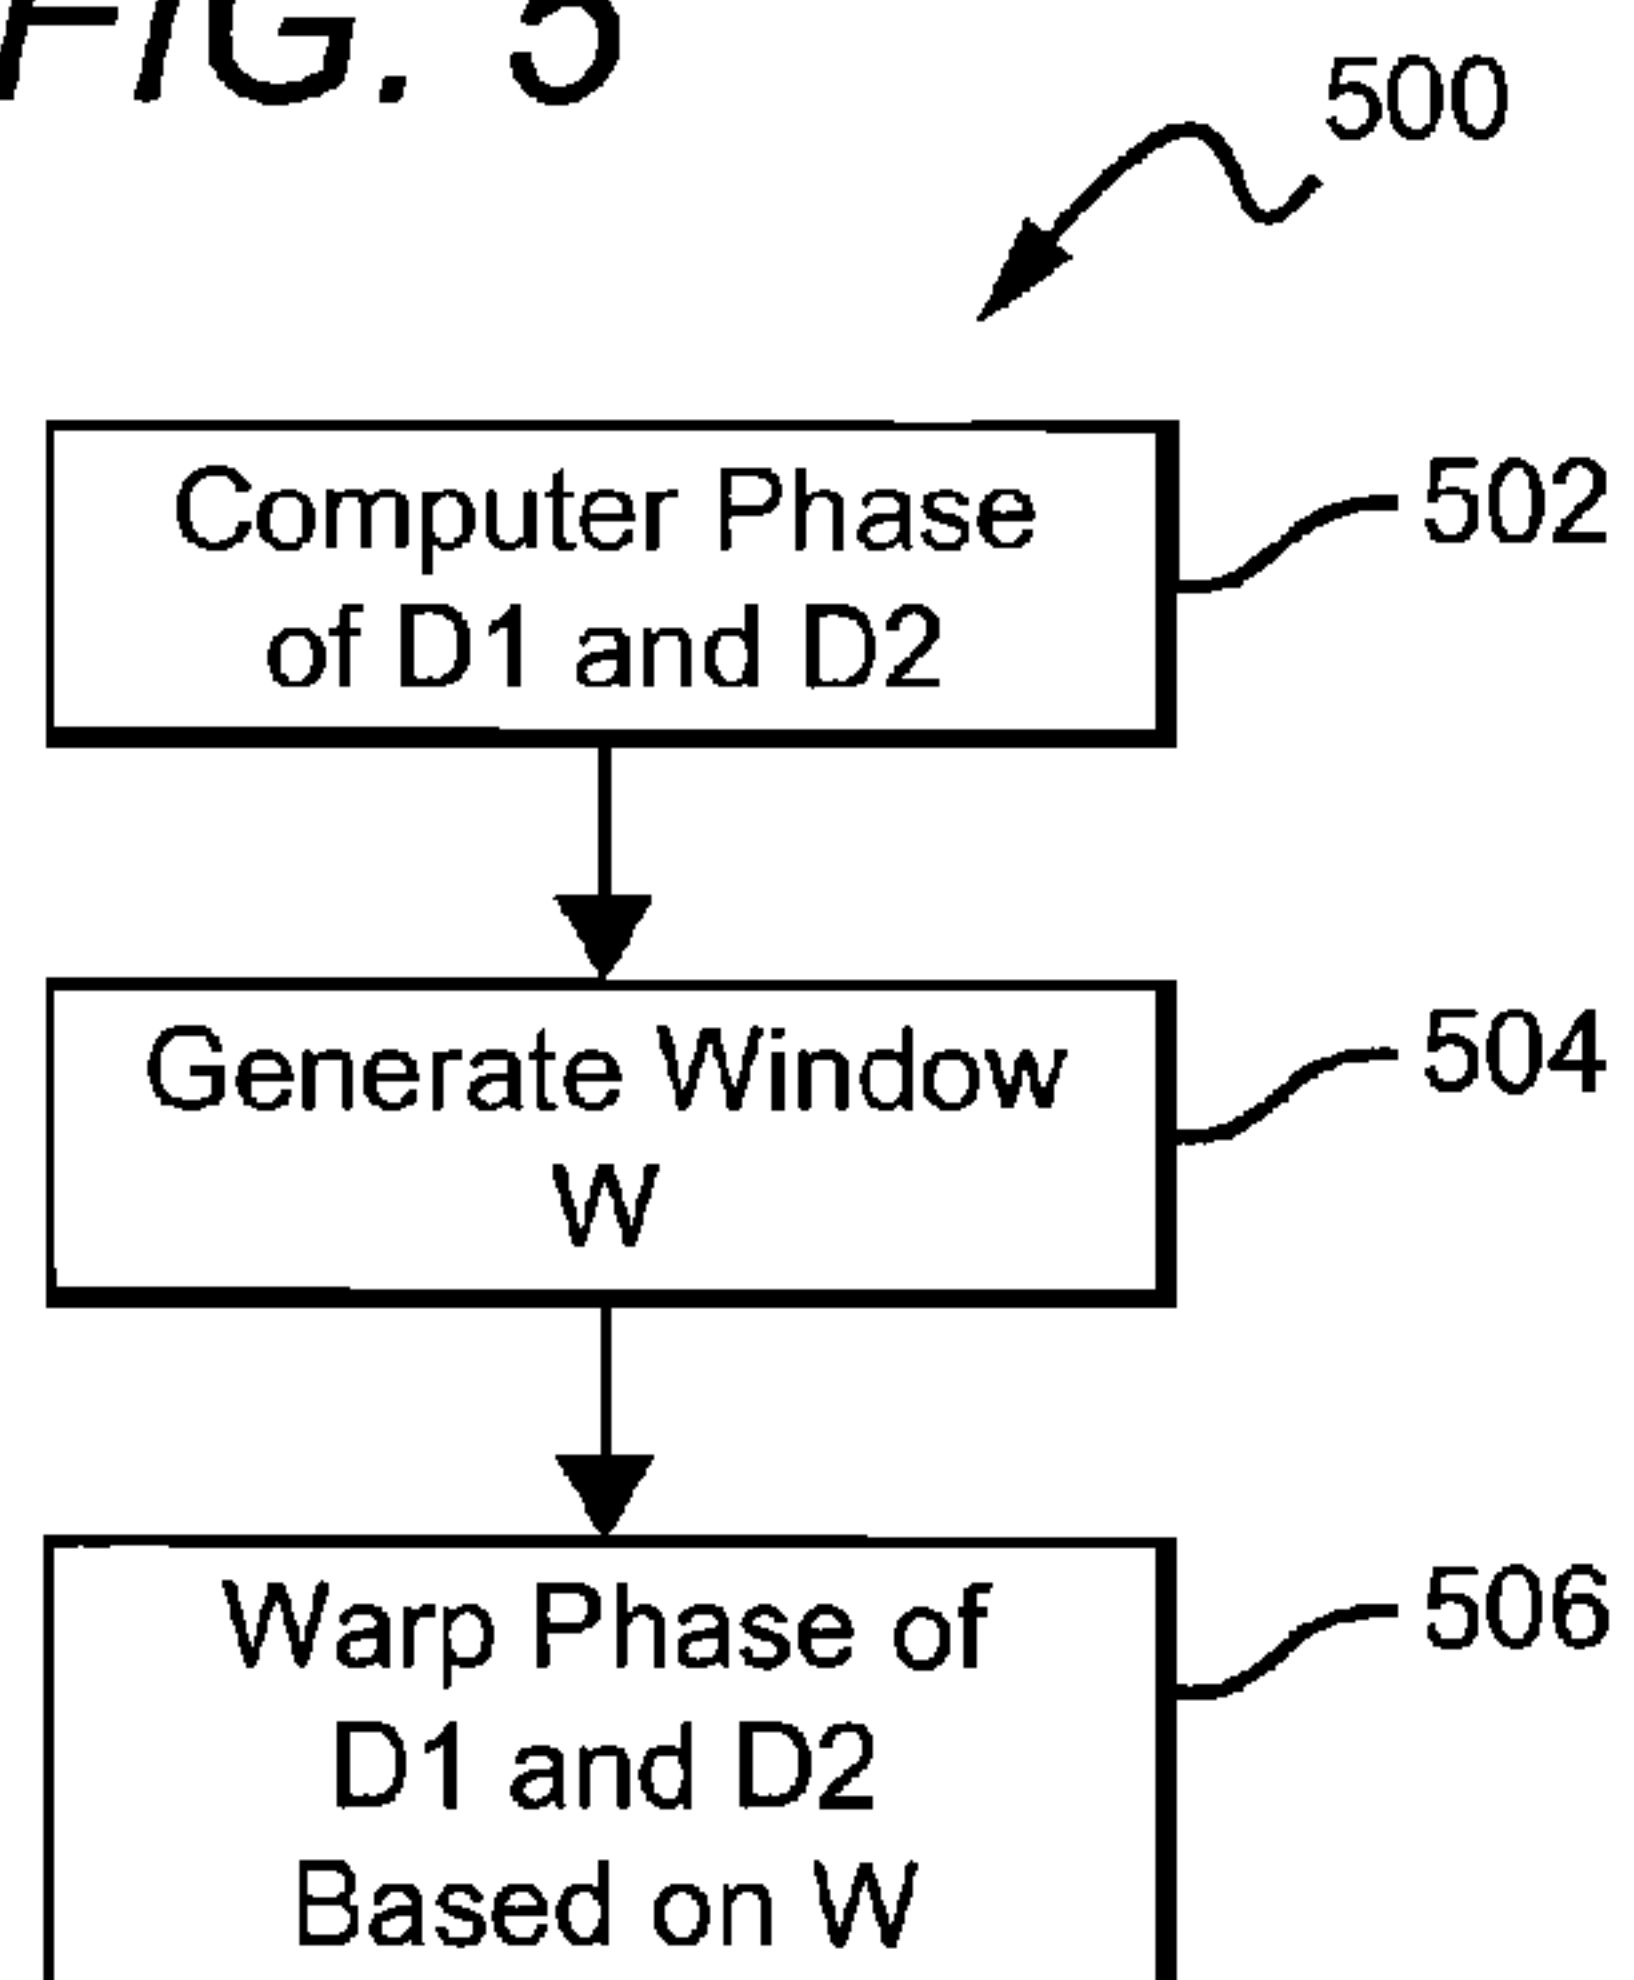 FIG. 5
500
Computer Phase
of D1 and D2
502
Generate Window
W
504
Warp Phase of
D1 and D2
Based on W
506